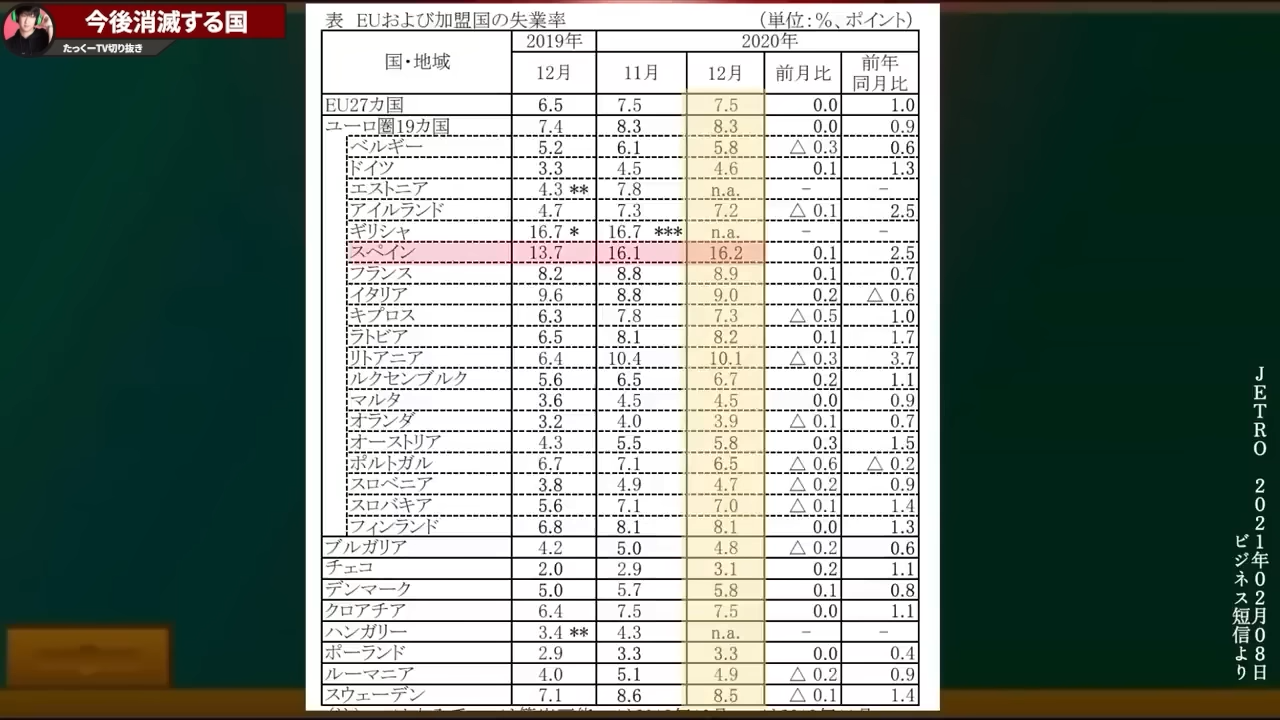 今後消滅する国
たっくーTV切り抜き
表 EUおよび加盟国の失業率 (単位:%、ポイント)
国・地域 2019年 2020年
12月 11月 12月 前月比 前年同月比
EU27カ国 6.5 7.5 7.5 0.0 1.0
ユーロ圏19カ国 7.4 8.3 8.3 0.0 0.9
ベルギー 5.2 6.1 5.8 △ 0.3 0.6
ドイツ 3.3 4.5 4.6 0.1 1.3
エストニア 4.3 ** 7.8 n.a. − −
アイルランド 4.7 7.3 7.2 △ 0.1 2.5
ギリシャ 16.7 * 16.7 *** n.a. − −
スペイン 13.7 16.1 16.2 0.1 2.5
フランス 8.2 8.8 8.9 0.1 0.7
イタリア 9.6 8.8 9.0 0.2 △ 0.6
キプロス 6.3 7.8 7.3 △ 0.5 1.0
ラトビア 6.5 8.1 8.2 0.1 1.7
リトアニア 6.4 10.4 10.1 △ 0.3 3.7
ルクセンブルク 5.6 6.5 6.7 0.2 1.1
マルタ 3.6 4.5 4.5 0.0 0.9
オランダ 3.2 4.0 3.9 △ 0.1 0.7
オーストリア 4.3 5.5 5.8 0.3 1.5
ポルトガル 6.7 7.1 6.5 △ 0.6 △ 0.2
スロベニア 3.8 4.9 4.7 △ 0.2 0.9
スロバキア 5.6 7.1 7.0 △ 0.1 1.4
フィンランド 6.8 8.1 8.1 0.0 1.3
ブルガリア 4.2 5.0 4.8 △ 0.2 0.6
チェコ 2.0 2.9 3.1 0.2 1.1
デンマーク 5.0 5.7 5.8 0.1 0.8
クロアチア 6.4 7.5 7.5 0.0 1.1
ハンガリー 3.4 ** 4.3 n.a. − −
ポーランド 2.9 3.3 3.3 0.0 0.4
ルーマニア 4.0 5.1 4.9 △ 0.2 0.9
スウェーデン 7.1 8.6 8.5 △ 0.1 1.4
JETRO 2021年02月08日
ビジネス短信より